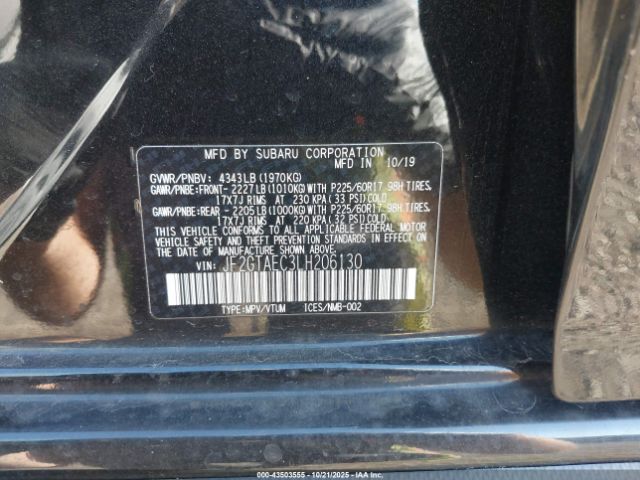 MFD BY SUBARU CORPORATION
MFD IN 10/19
GVWR/PNBV: 4343LB (1970KG)
GAWR/PNBE:FRONT- 2227LB (1010KG) WITH P225/60R17 98H TIRES,
17X7J RIMS AT 230 KPA (33 PSI) COLD
GAWR/PNBE:REAR - 2205LB (1000KG) WITH P225/60R17 98H TIRES,
17X7J RIMS AT 220 KPA (32 PSI) COLD.
THIS VEHICLE CONFORMS TO ALL APPLICABLE FEDERAL MOTOR
VEHICLE SAFETY STANDARDS IN EFFECT ON THE
DATE OF MANUFACTURE SHOWN ABOVE.
VIN: JF2GTAEC3LH206130
TYPE:MPV/VTUM ICES/NMB-002
© - 43503555 - 10/21/2025 - IAA Inc.